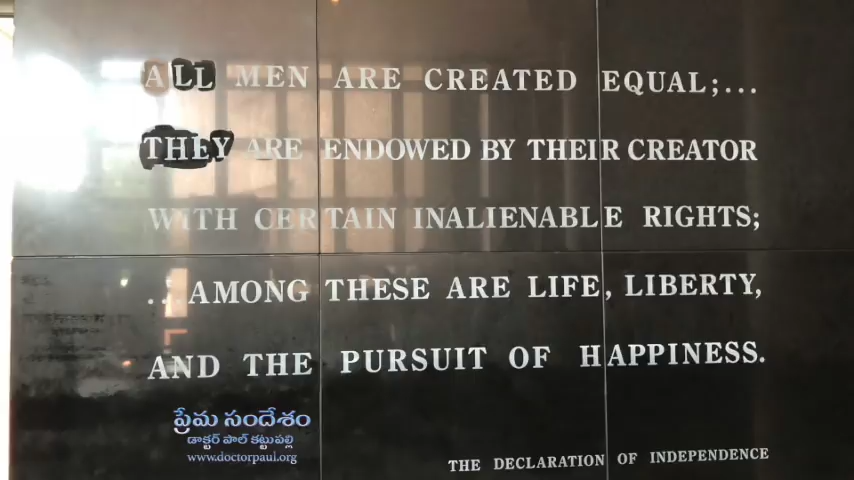 ALL MEN ARE CREATED EQUAL;...
THEY ARE ENDOWED BY THEIR CREATOR
WITH CERTAIN INALIENABLE RIGHTS;
...AMONG THESE ARE LIFE, LIBERTY,
AND THE PURSUIT OF HAPPINESS.
ప్రేమ సందేశం
డాక్టర్ పాల్ కట్టుపల్లి
www.doctorpaul.org
THE DECLARATION OF INDEPENDENCE